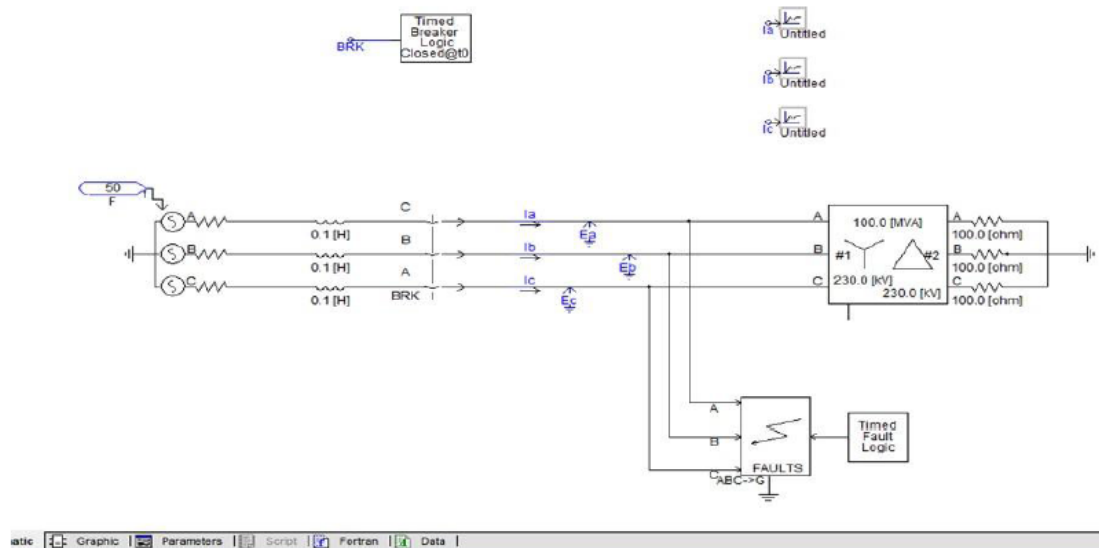 Timed
Breaker
Logic
Closed@t0
BRK
Ia
Untitled
Ib
Untitled
Ic
Untitled
50
F
A
B
C
S
S
S
0.1 [H]
0.1 [H]
0.1 [H]
C
B
A
BRK
Ia
Ib
Ic
Ea
Eb
Ec
A
B
C
100.0 [MVA]
#1
#2
230.0 [kV]
230.0 [kV]
A
B
C
100.0 [ohm]
100.0 [ohm]
100.0 [ohm]
A
B
C
FAULTS
ABC->G
Timed
Fault
Logic
atic
Graphic
Parameters
Script
Fortran
Data